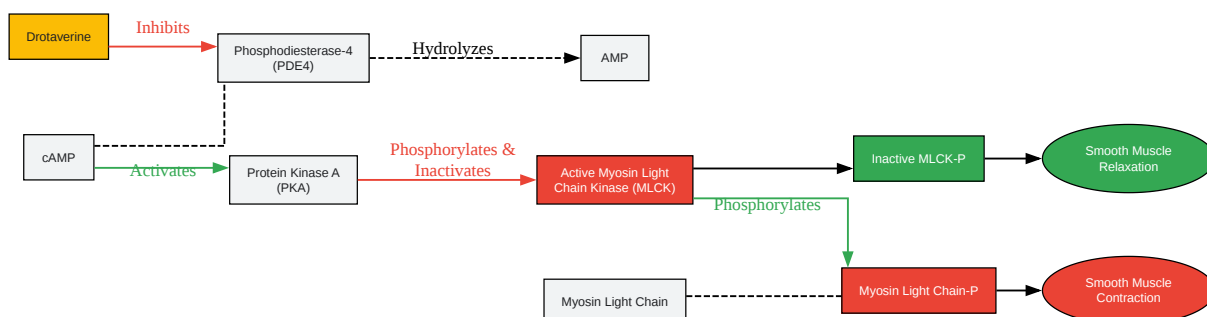 Drotaverine
Inhibits
Phosphodiesterase-4
(PDE4)
Hydrolyzes
AMP
cAMP
Activates
Protein Kinase A
(PKA)
Phosphorylates &
Inactivates
Active Myosin Light
Chain Kinase (MLCK)
Inactive MLCK-P
Smooth Muscle
Relaxation
Phosphorylates
Myosin Light Chain
Myosin Light Chain-P
Smooth Muscle
Contraction